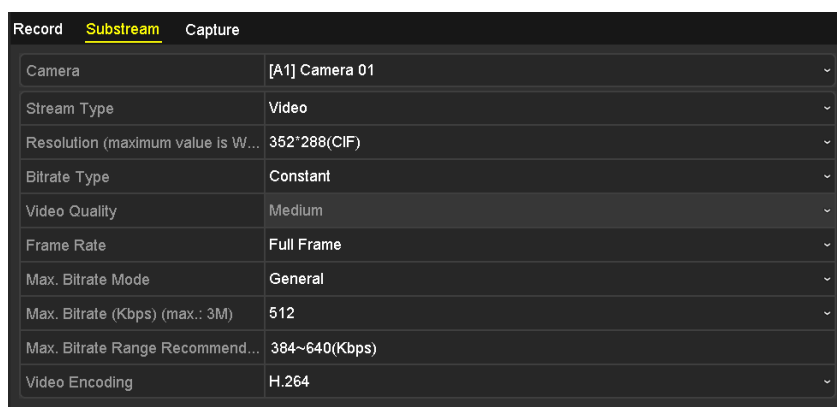 Record Substream Capture
Camera [A1] Camera 01
Stream Type Video
Resolution (maximum value is W... 352*288(CIF)
Bitrate Type Constant
Video Quality Medium
Frame Rate Full Frame
Max. Bitrate Mode General
Max. Bitrate (Kbps) (max.: 3M) 512
Max. Bitrate Range Recommend... 384~640(Kbps)
Video Encoding H.264